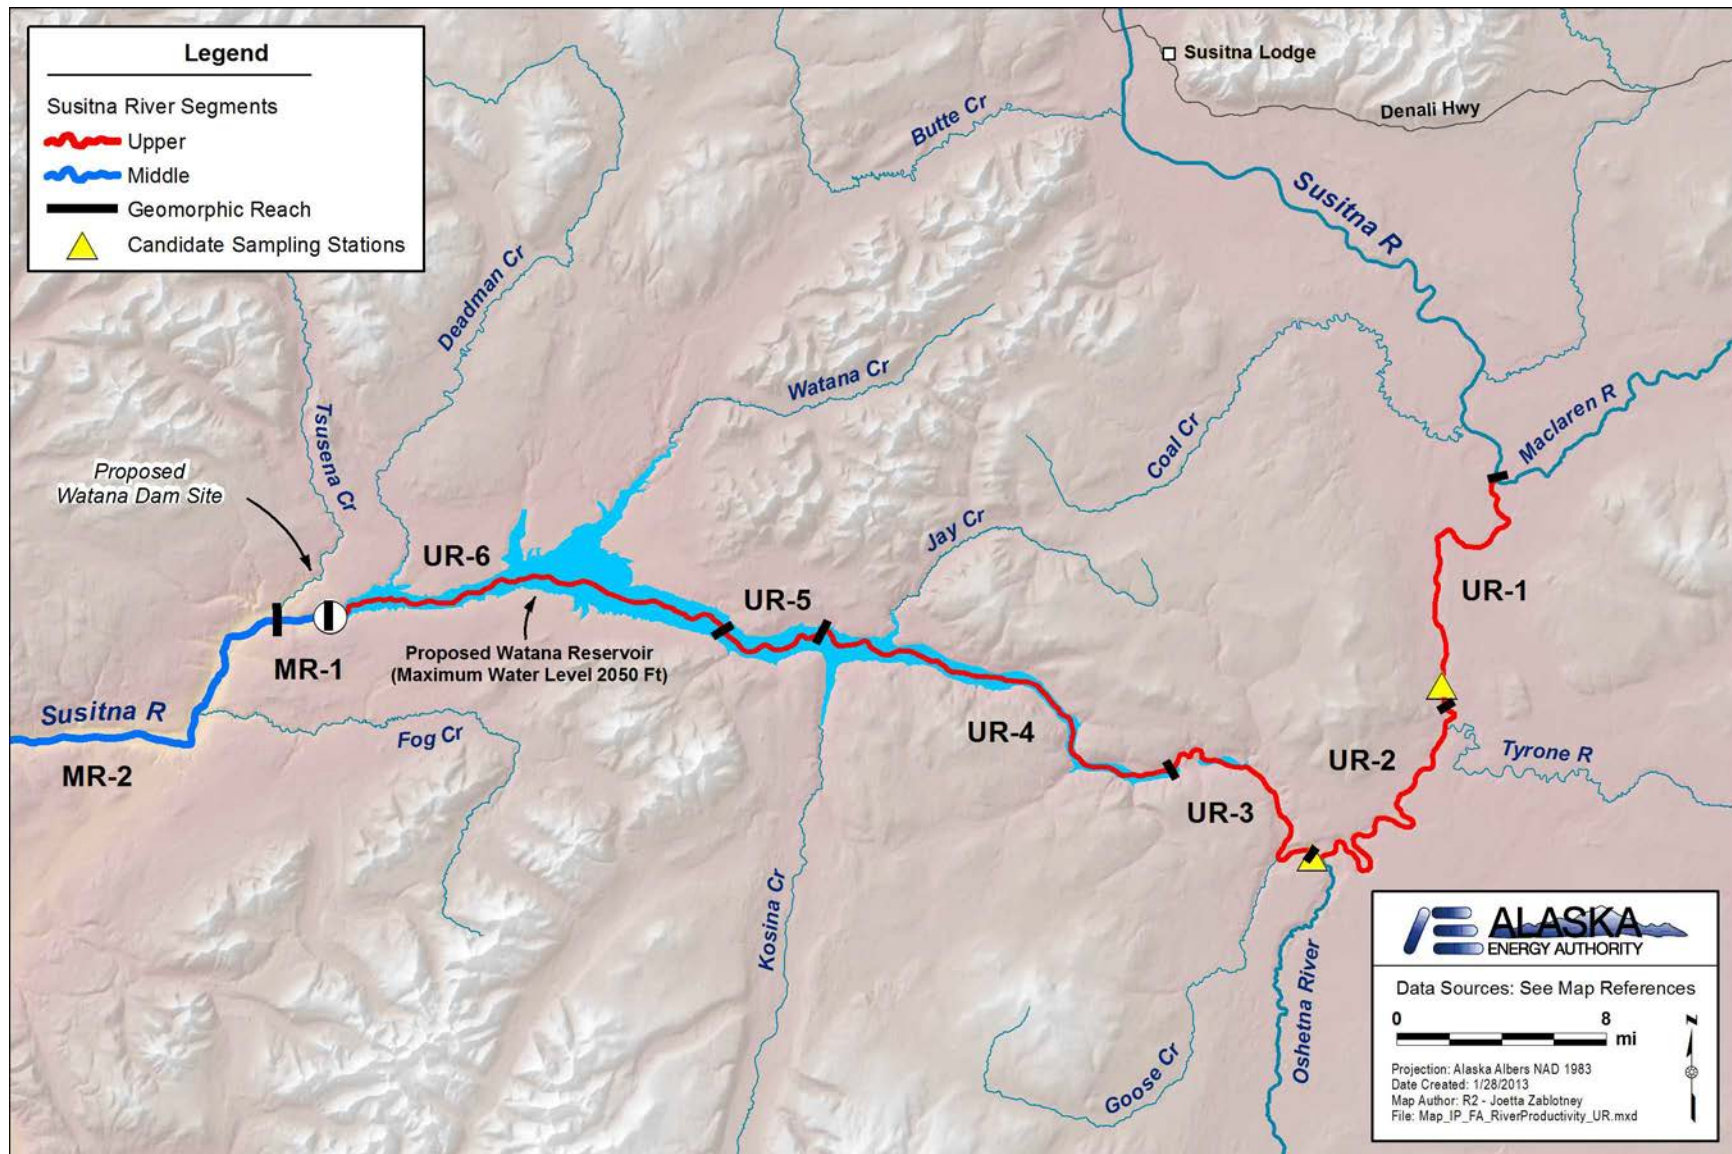 Legend
Susitna River Segments
Upper
Middle
Geomorphic Reach
Candidate Sampling Stations
Susitna Lodge
Denali Hwy
Butte Cr
Susitna R
Deadman Cr
Watana Cr
Tsusena Cr
Coal Cr
Maclaren R
Proposed
Watana Dam Site
Jay Cr
UR-6
UR-5
UR-1
Proposed Watana Reservoir
(Maximum Water Level 2050 Ft)
MR-1
Susitna R
Fog Cr
MR-2
UR-4
UR-2
Tyrone R
UR-3
Kosina Cr
Oshetna River
Goose Cr
ALASKA
ENERGY AUTHORITY
Data Sources: See Map References
0 8
mi
N
Projection: Alaska Albers NAD 1983
Date Created: 1/28/2013
Map Author: R2 - Joetta Zablotney
File: Map_IP_FA_RiverProductivity_UR.mxd